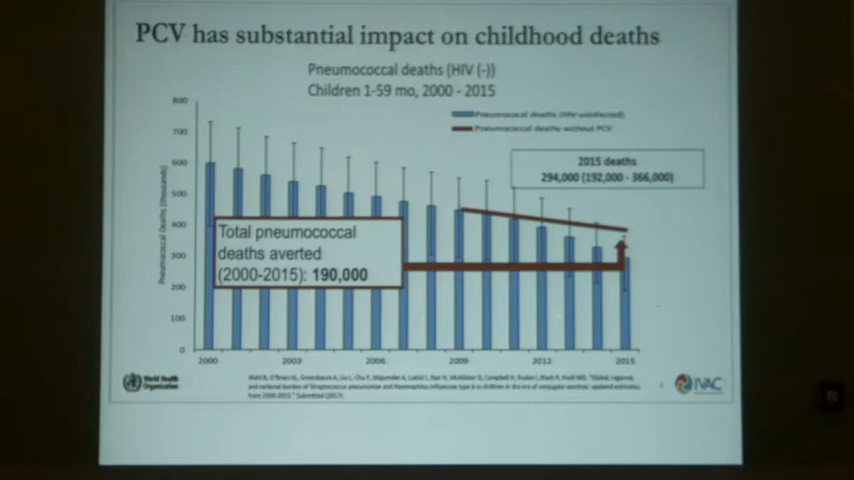 PCV has substantial impact on childhood deaths
Pneumococcal deaths (HIV (-))
Children 1-59 mo, 2000 - 2015
800
700
600
500
400
300
200
100
0
Pneumococcal Deaths (thousands)
Pneumococcal deaths (HIV-uninfected)
Pneumococcal deaths without PCV
2015 deaths
294,000 (192,000 - 366,000)
Total pneumococcal
deaths averted
(2000-2015): 190,000
2000 2003 2006 2009 2012 2015
World Health
Organization
IVAC